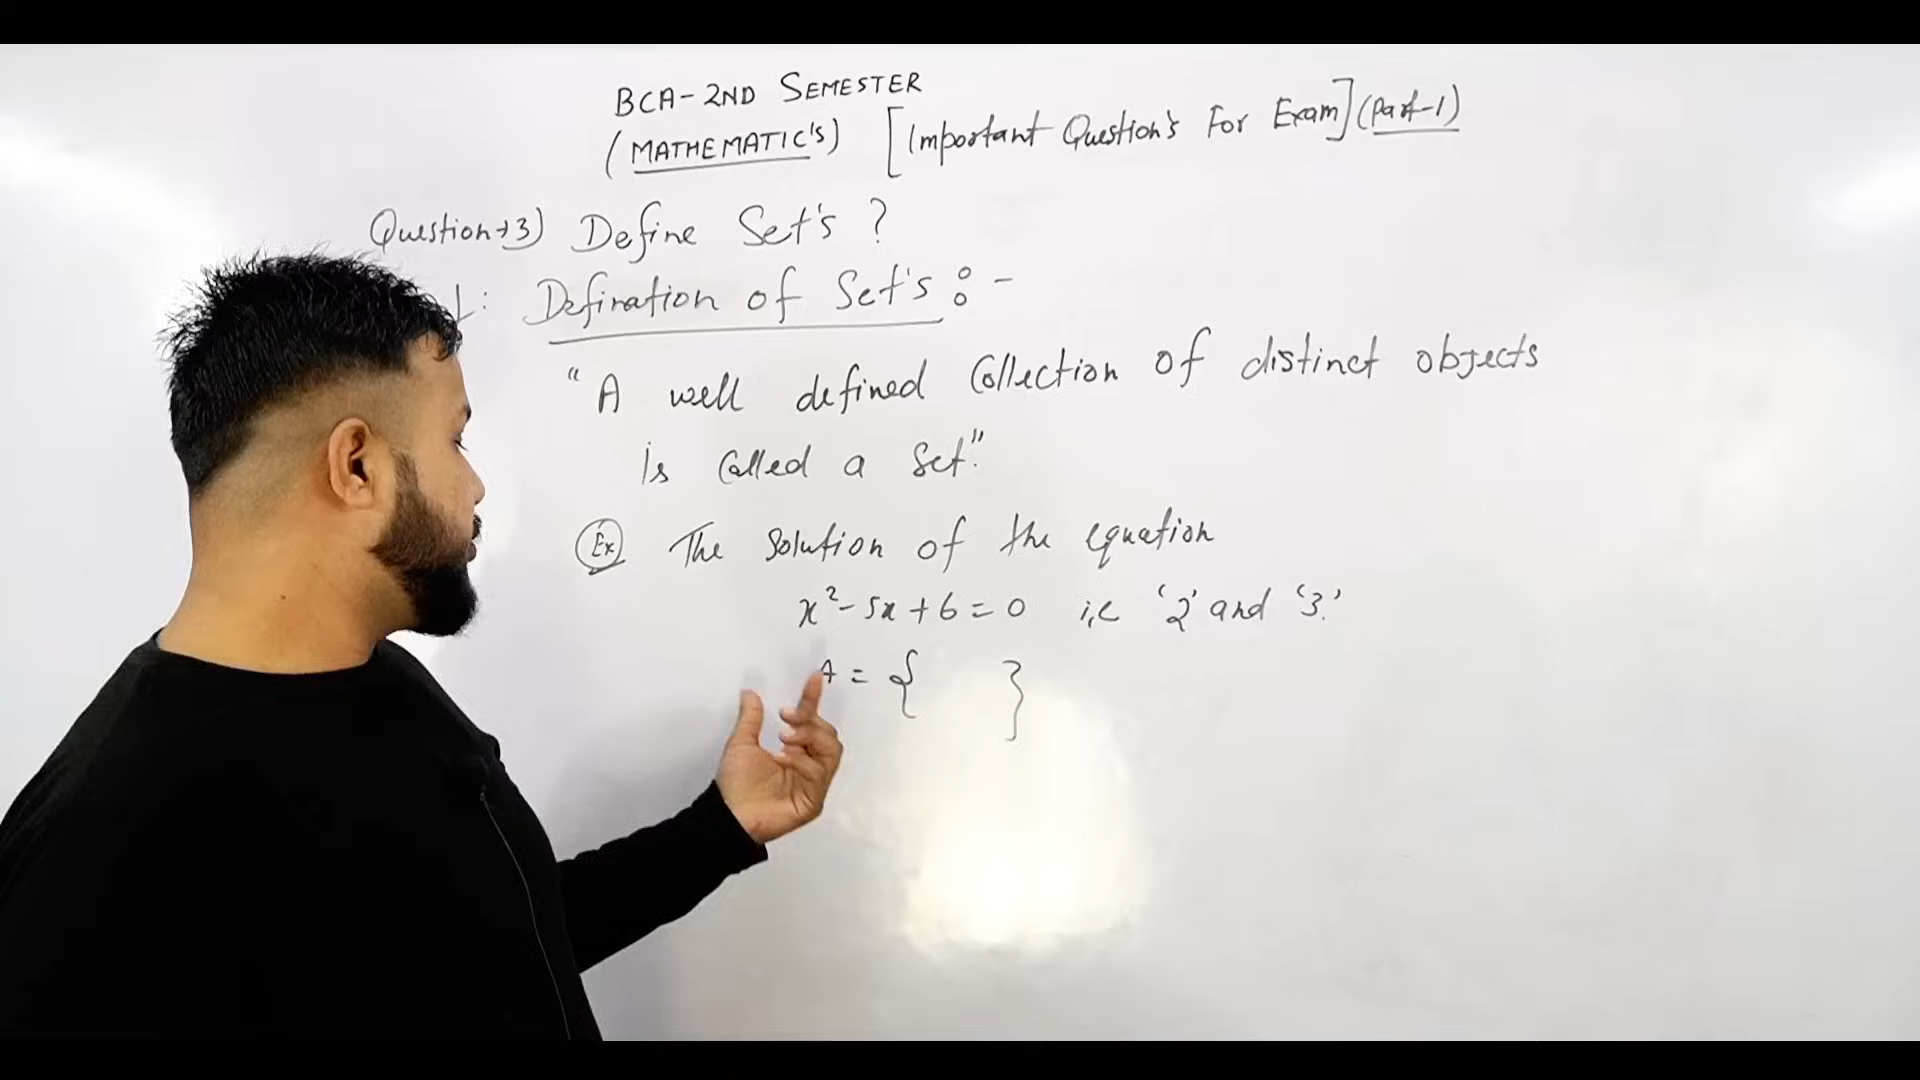 BCA-2ND SEMESTER
(MATHEMATIC's) [Important Question's For Exam] (Part-1)
Question→3) Define Set's ?
Defination of Set's :-
"A well defined Collection of distinct objects
is Called a Set."
Ex The Solution of the equation
x²-5x+6=0 i,e '2' and '3.'
A = { }